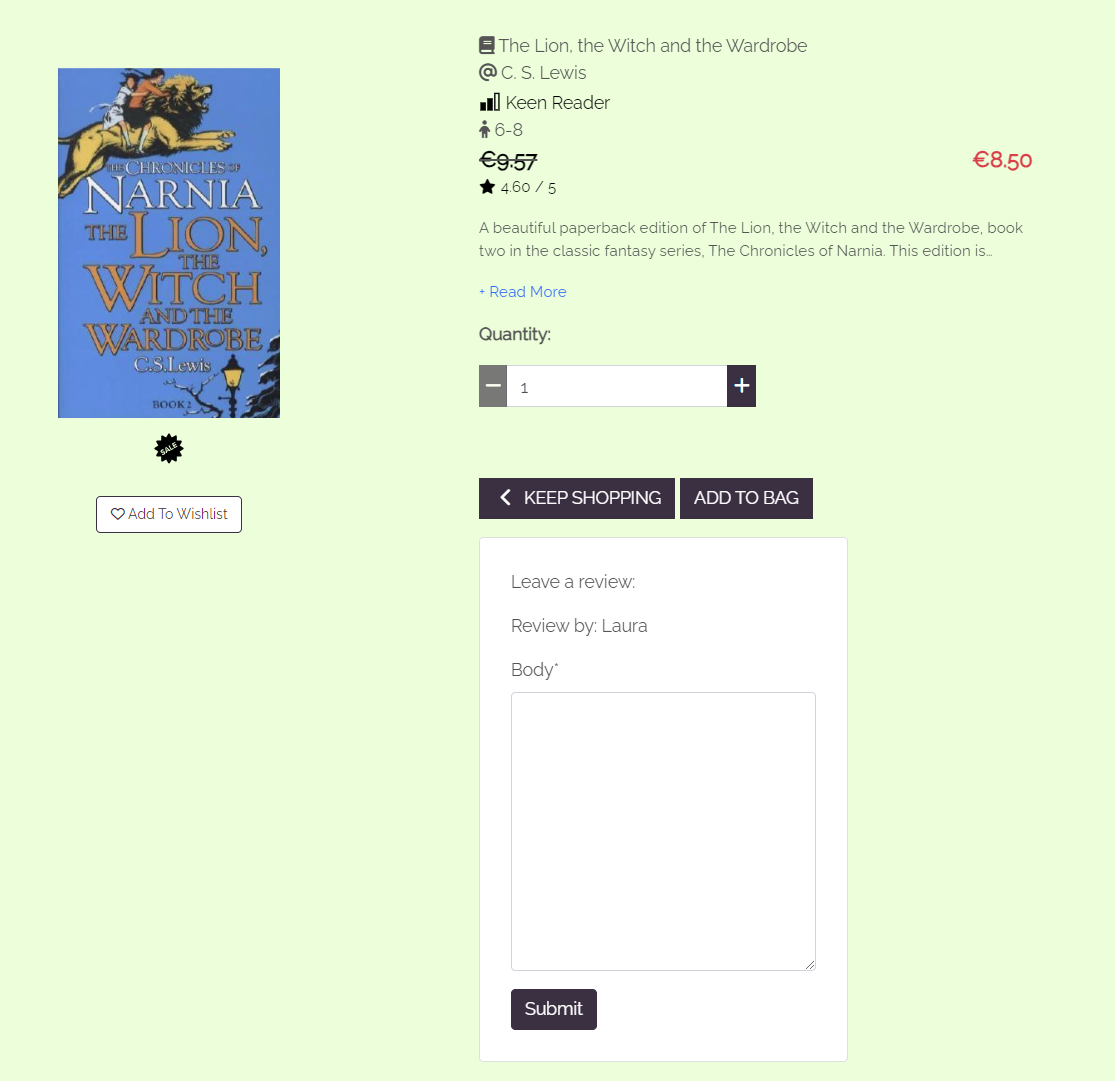 THE CHRONICLES OF
NARNIA
THE LION,
THE
WITCH
AND THE
WARDROBE
C.S. Lewis
BOOK 2
SALE
Add To Wishlist
The Lion, the Witch and the Wardrobe
C. S. Lewis
Keen Reader
6-8
€9.57 €8.50
4.60 / 5
A beautiful paperback edition of The Lion, the Witch and the Wardrobe, book
two in the classic fantasy series, The Chronicles of Narnia. This edition is…
+ Read More
Quantity:
1
KEEP SHOPPING ADD TO BAG
Leave a review:
Review by: Laura
Body*
Submit